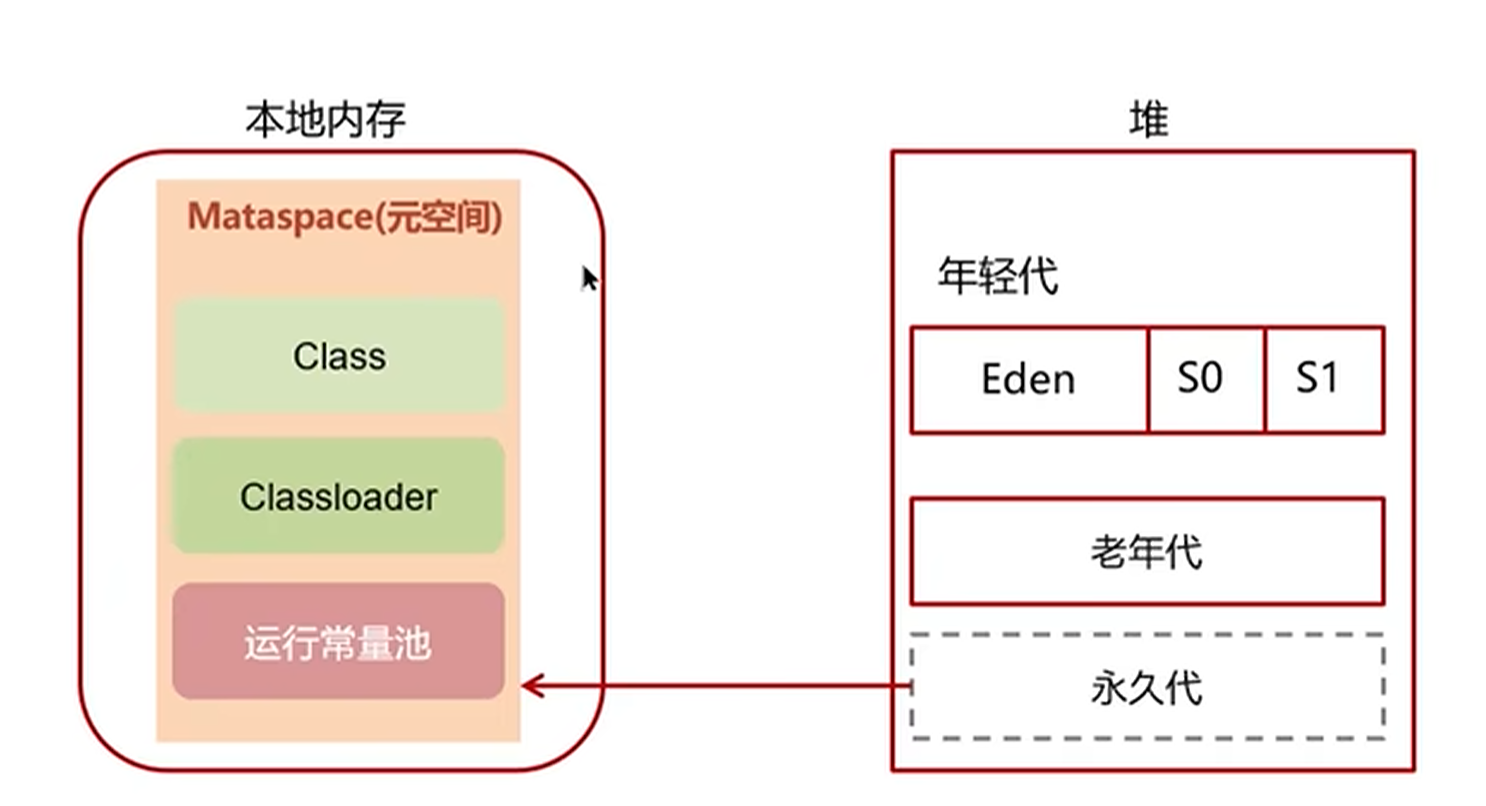 本地内存
Mataspace(元空间)
Class
Classloader
运行常量池
堆
年轻代
Eden
S0
S1
老年代
永久代